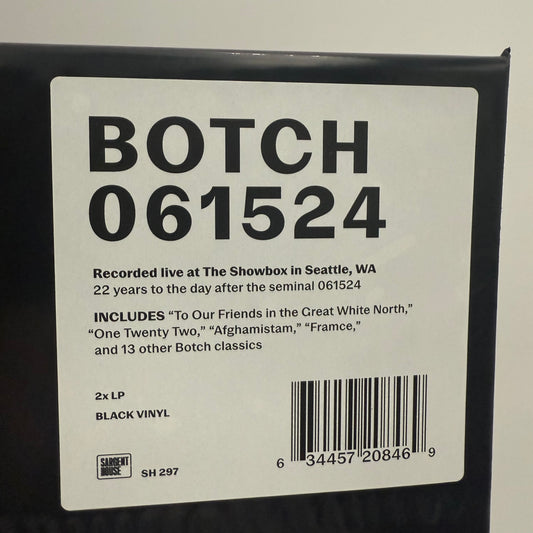 BOTCH
061524
Recorded live at The Showbox in Seattle, WA
22 years to the day after the seminal 061524
INCLUDES “To Our Friends in the Great White North,”
“One Twenty Two,” “Afghamistam,” “Framce,”
and 13 other Botch classics
2x LP
BLACK VINYL
SARGENT
HOUSE
SH 297
6 34457 20846 9